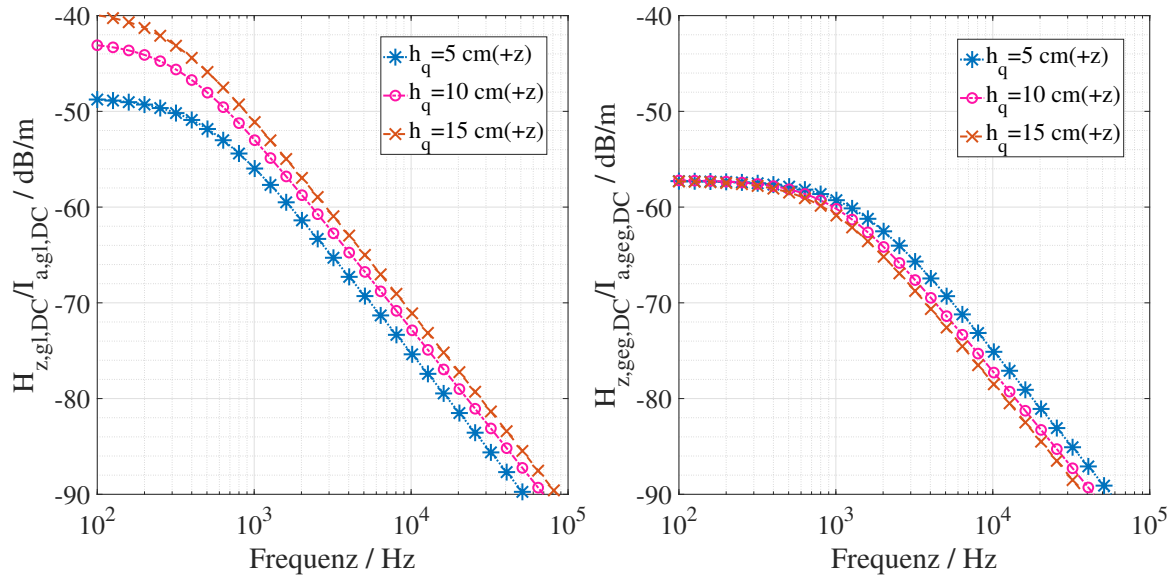 -40
-50
-60
-70
-80
-90
10^2
10^3
10^4
10^5
Frequenz / Hz
H_z,gl,DC/I_a,gl,DC / dB/m
h_q=5 cm(+z)
h_q=10 cm(+z)
h_q=15 cm(+z)
-40
-50
-60
-70
-80
-90
10^2
10^3
10^4
10^5
Frequenz / Hz
H_z,geg,DC/I_a,geg,DC / dB/m
h_q=5 cm(+z)
h_q=10 cm(+z)
h_q=15 cm(+z)